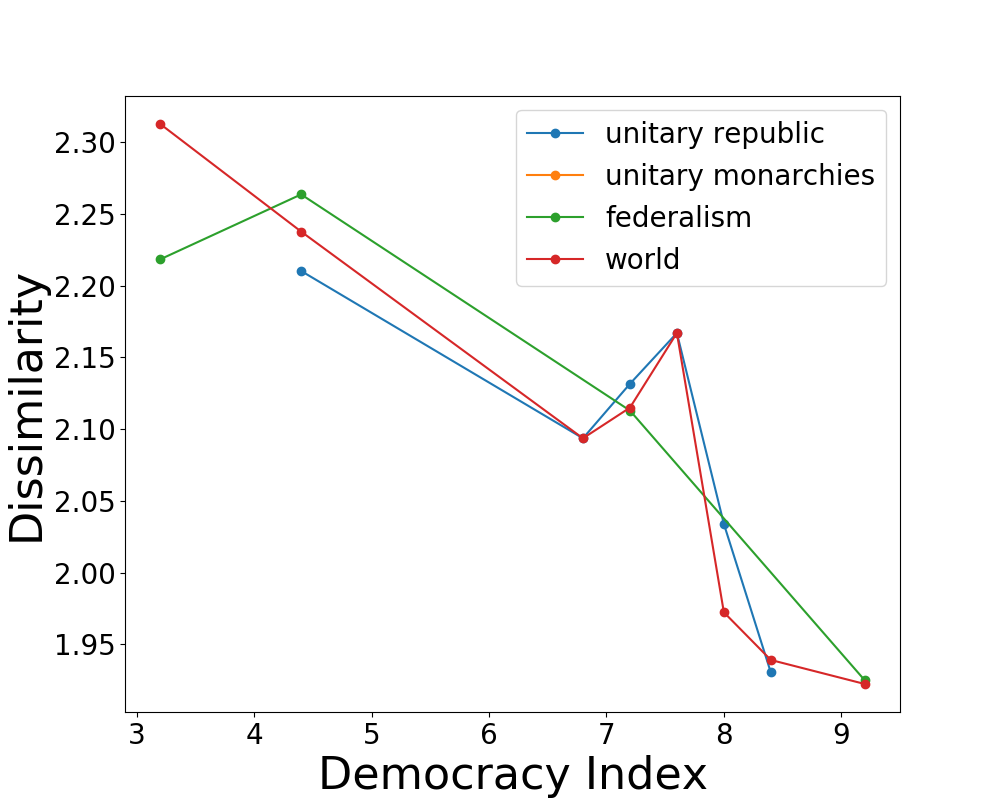 unitary republic
unitary monarchies
federalism
world
2.30
2.25
2.20
2.15
2.10
2.05
2.00
1.95
Dissimilarity
3 4 5 6 7 8 9
Democracy Index